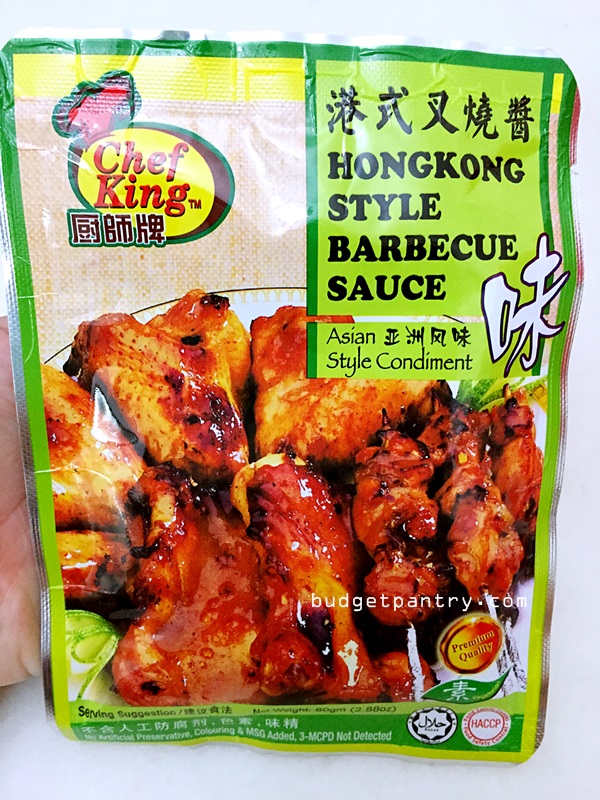 Chef
King™
厨師牌
港式叉燒醬
HONGKONG
STYLE
BARBECUE
SAUCE
味
Asian 亚洲风味
Style Condiment
budgetpantry.com
Premium
Quality
素
Serving Suggestion/建议食法 Net Weight: 80gm (2.88oz)
不含人工防腐剂,色素,味精
No Artificial Preservative, Colouring & MSG Added, 3-MCPD Not Detected
حلال
HACCP